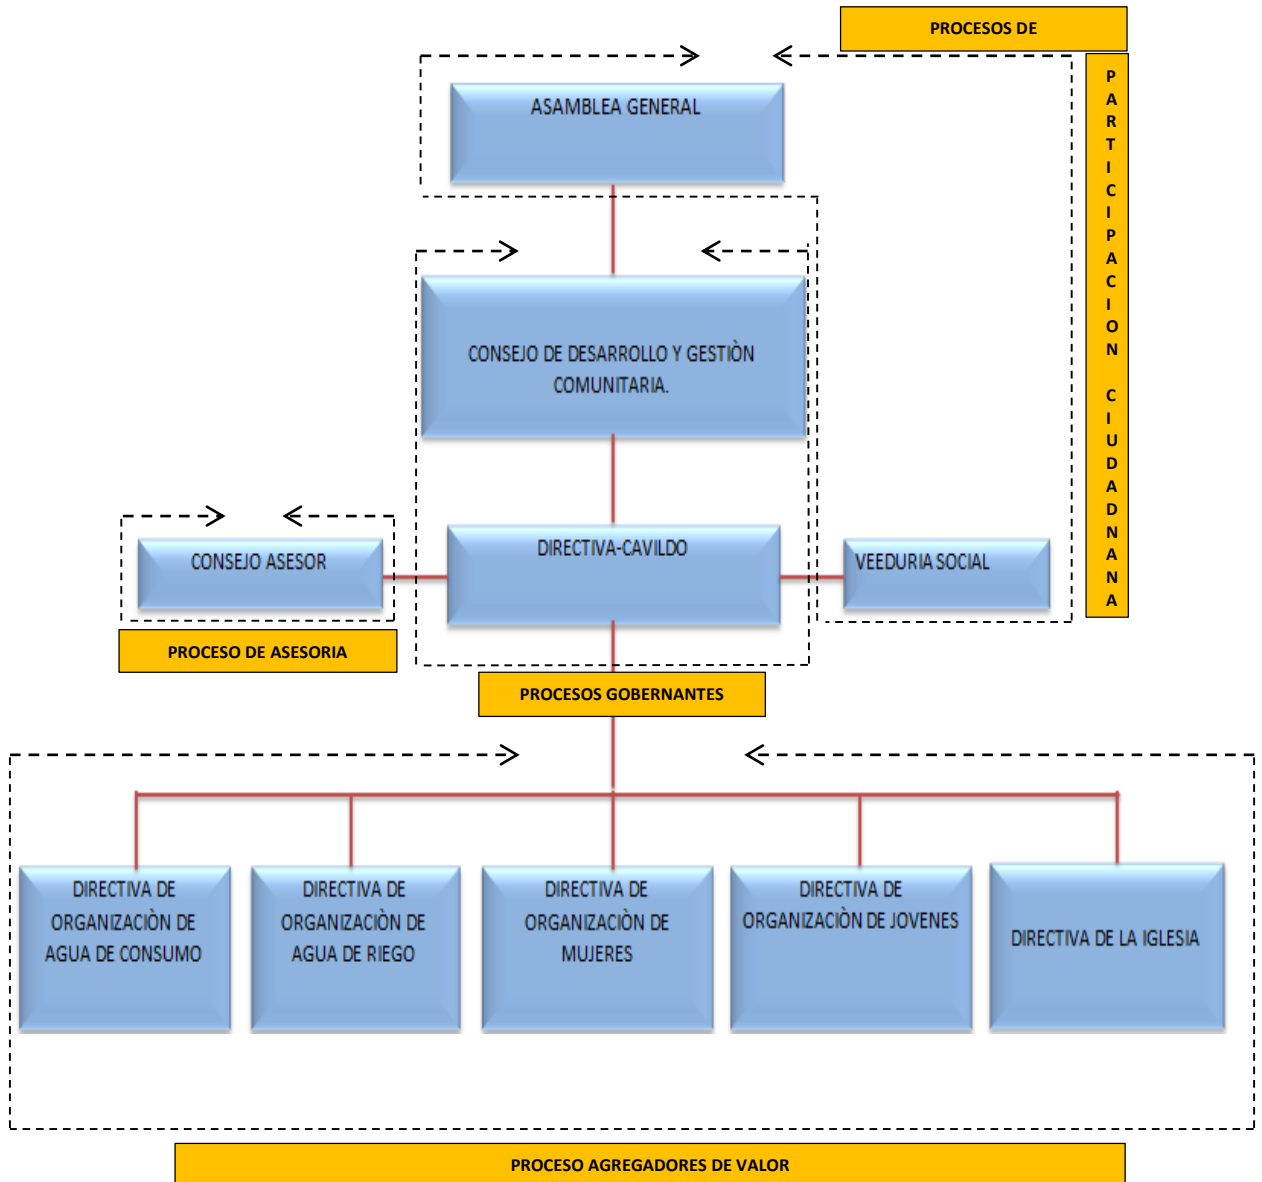 PROCESOS DE
PARTICIPACION CIUDADNANA
ASAMBLEA GENERAL
CONSEJO DE DESARROLLO Y GESTIÒN
COMUNITARIA.
CONSEJO ASESOR
DIRECTIVA-CAVILDO
VEEDURIA SOCIAL
PROCESO DE ASESORIA
PROCESOS GOBERNANTES
DIRECTIVA DE
ORGANIZACIÒN DE
AGUA DE CONSUMO
DIRECTIVA DE
ORGANIZACIÒN DE
AGUA DE RIEGO
DIRECTIVA DE
ORGANIZACIÒN DE
MUJERES
DIRECTIVA DE
ORGANIZACIÒN DE JOVENES
DIRECTIVA DE LA IGLESIA
PROCESO AGREGADORES DE VALOR